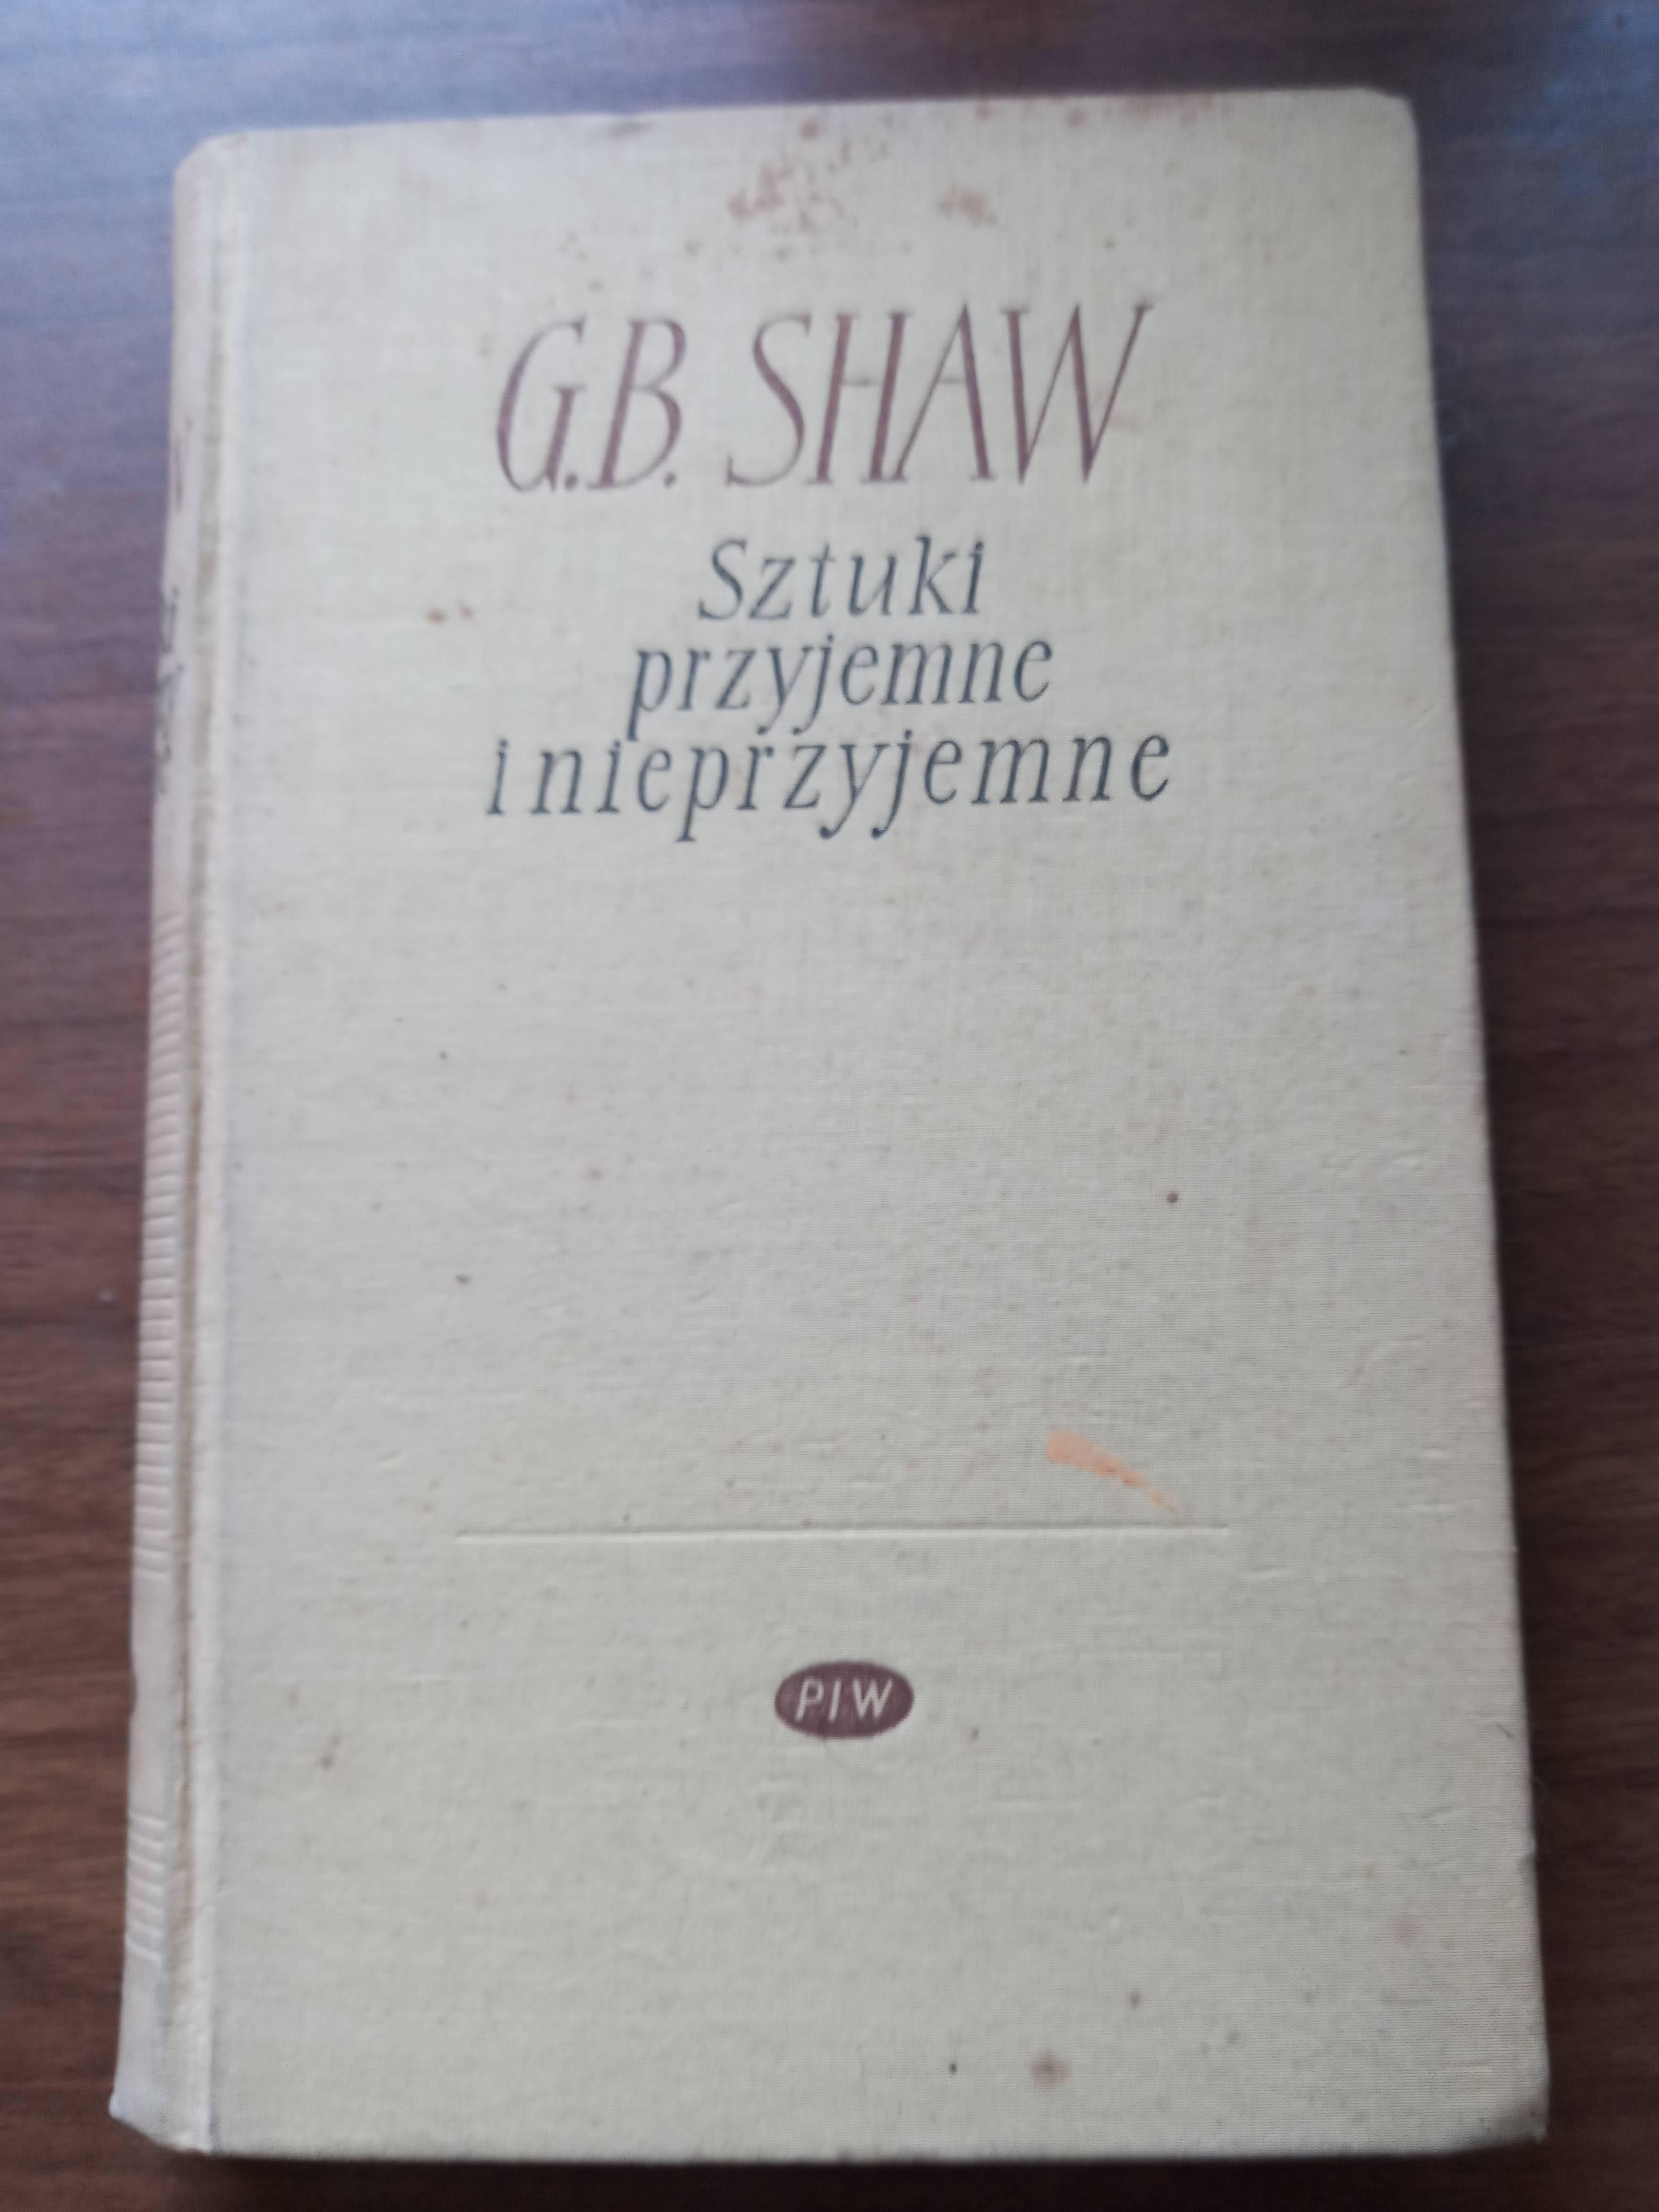 G.B. SHAW
Sztuki
przyjemne
i nieprzyjemne
PIW